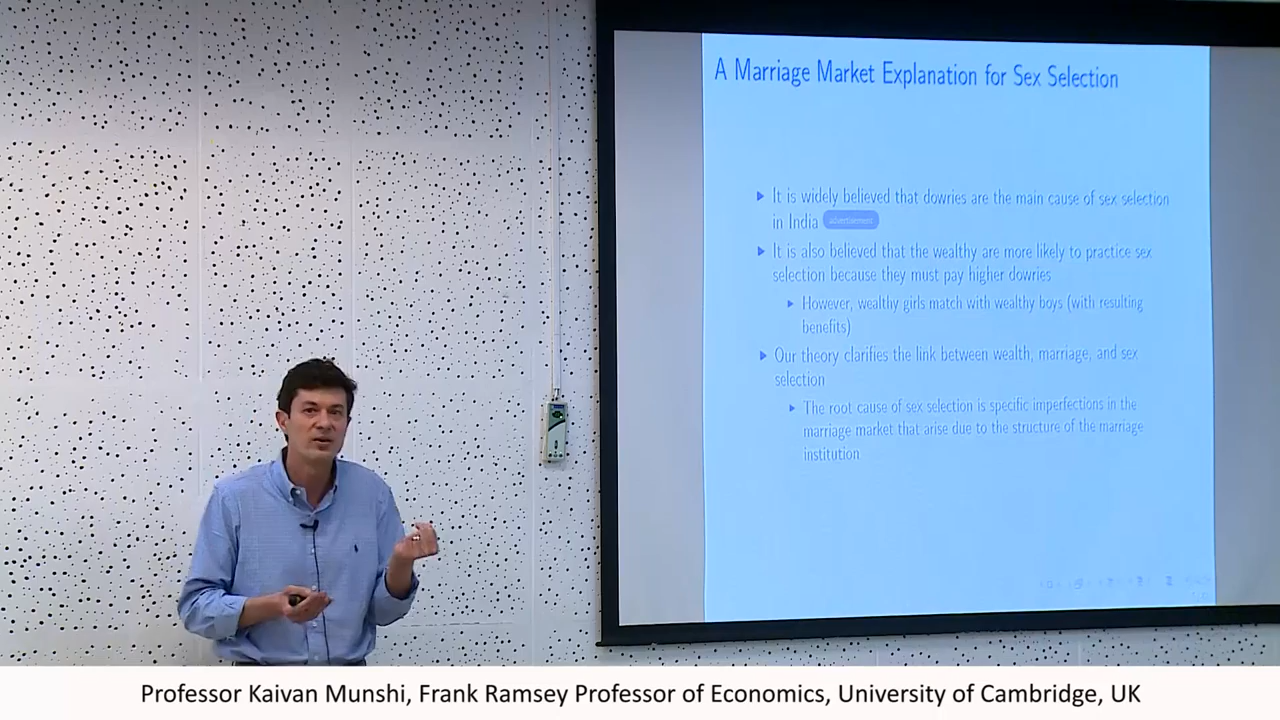 A Marriage Market Explanation for Sex Selection
It is widely believed that dowries are the main cause of sex selection
in India advertisement
It is also believed that the wealthy are more likely to practice sex
selection because they must pay higher dowries
However, wealthy girls match with wealthy boys (with resulting
benefits)
Our theory clarifies the link between wealth, marriage, and sex
selection
The root cause of sex selection is specific imperfections in the
marriage market that arise due to the structure of the marriage
institution
Professor Kaivan Munshi, Frank Ramsey Professor of Economics, University of Cambridge, UK